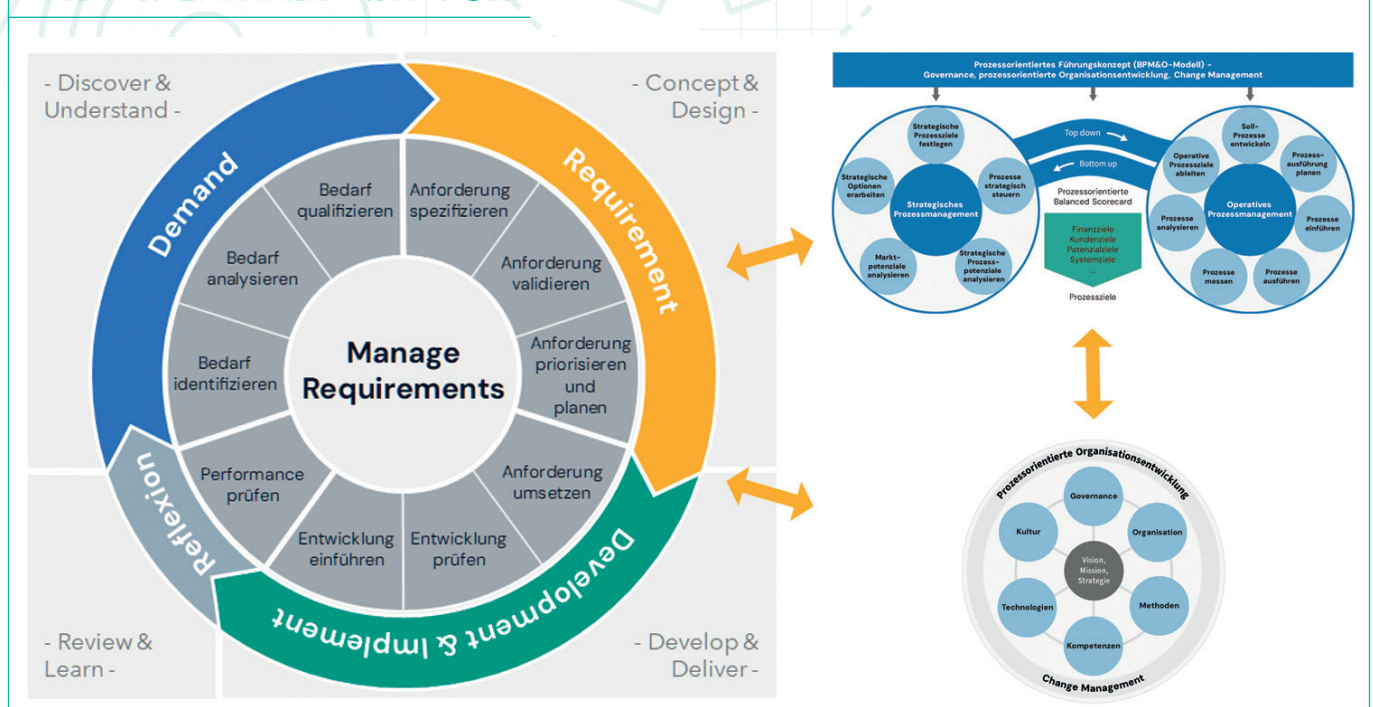 - Discover &
Understand -
- Concept &
Design -
Demand
Requirement
Development & Implement
Reflexion
Bedarf
qualifizieren
Anforderung
spezifizieren
Bedarf
analysieren
Anforderung
validieren
Bedarf
identifizieren
Anforderung
priorisieren
und
planen
Manage
Requirements
Performance
prüfen
Anforderung
umsetzen
Entwicklung
einführen
Entwicklung
prüfen
- Review &
Learn -
- Develop &
Deliver -
Prozessorientiertes Führungskonzept (BPM&O-Modell) –
Governance, prozessorientierte Organisationsentwicklung, Change Management
Strategische
Prozessziele
festlegen
Strategische
Optionen
erarbeiten
Prozesse
strategisch
steuern
Strategisches
Prozessmanagement
Markt-
potenziale
analysieren
Strategische
Prozess-
potenziale
analysieren
Top down
Bottom up
Prozessorientierte
Balanced Scorecard
Finanzziele
Kundenziele
Potenzialziele
Systemziele
...
Prozessziele
Soll-
Prozesse
entwickeln
Operative
Prozessziele
ableiten
Prozess-
ausführung
planen
Operatives
Prozessmanagement
Prozesse
analysieren
Prozesse
einführen
Prozesse
messen
Prozesse
ausführen
Prozessorientierte Organisationsentwicklung
Governance
Kultur
Organisation
Vision,
Mission,
Strategie
Technologien
Methoden
Kompetenzen
Change Management